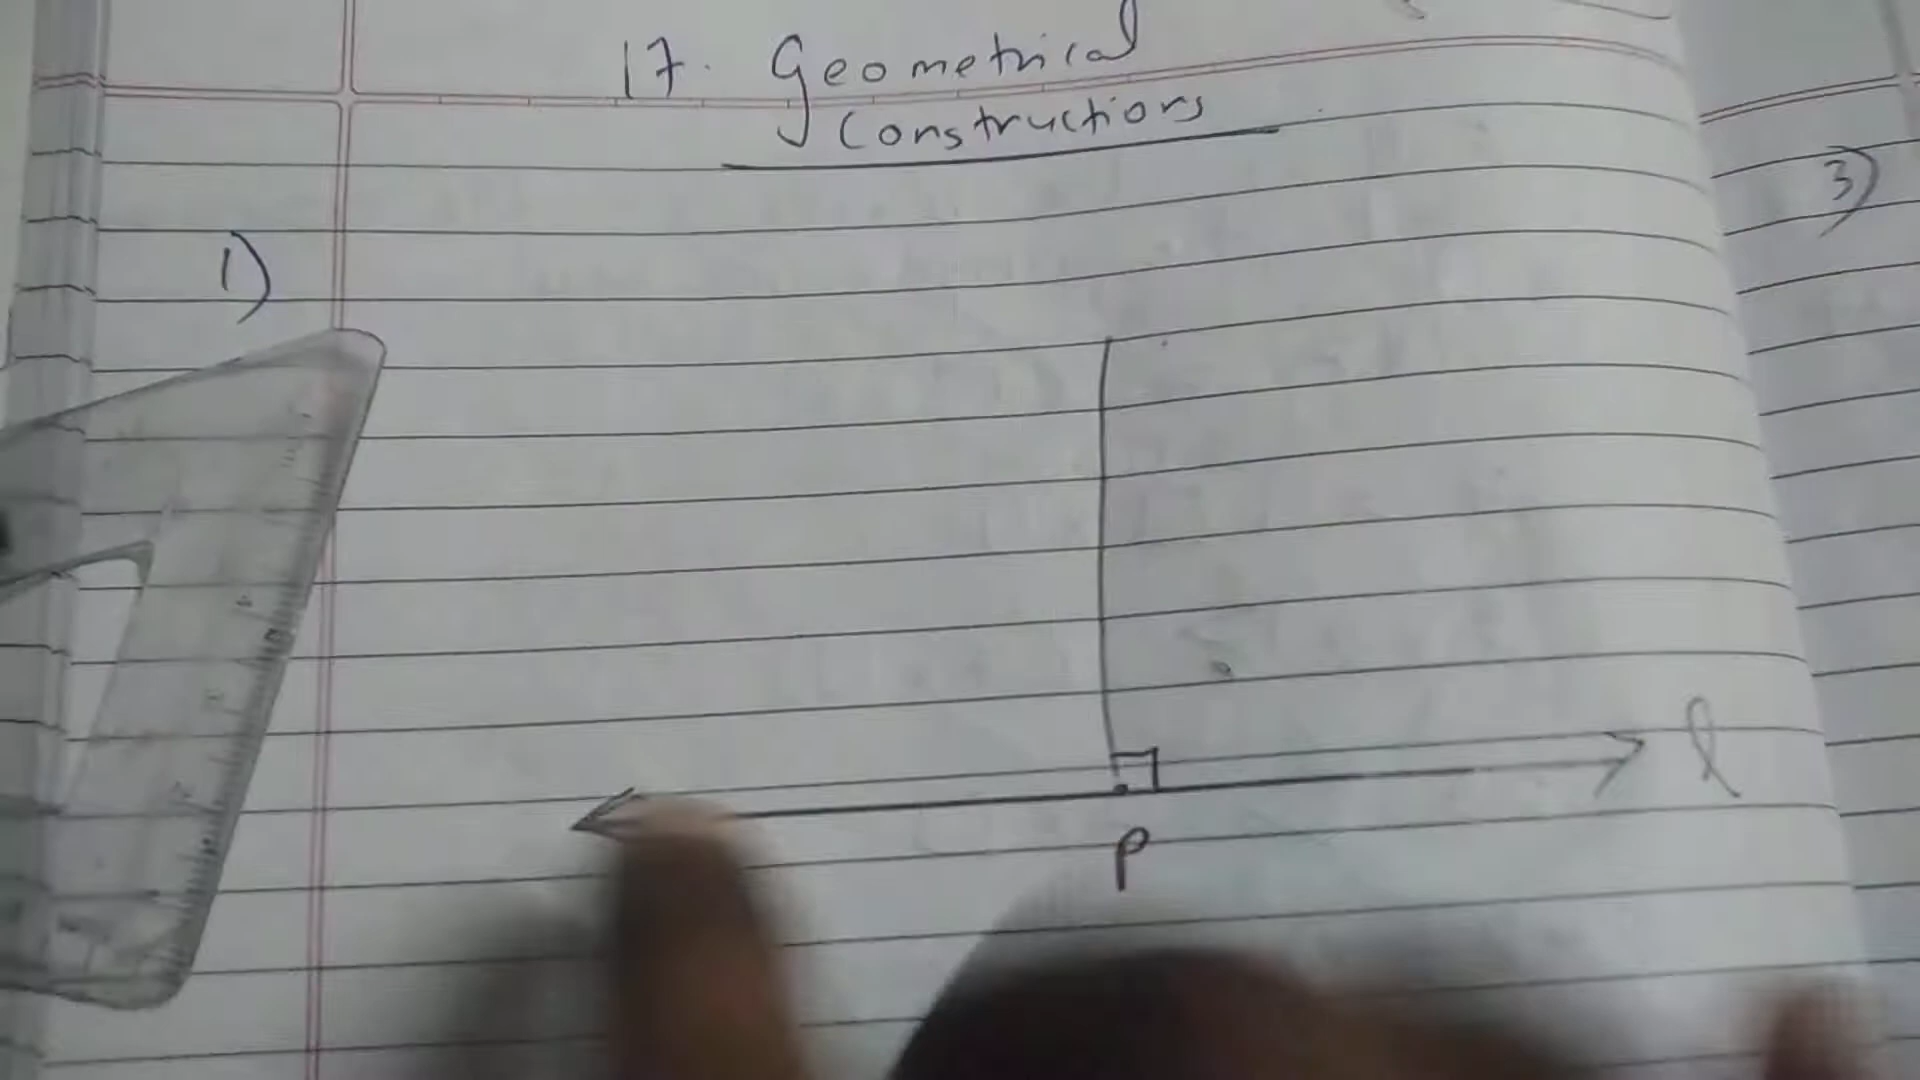 17. Geometrical
Constructions
3)
1)
l
P